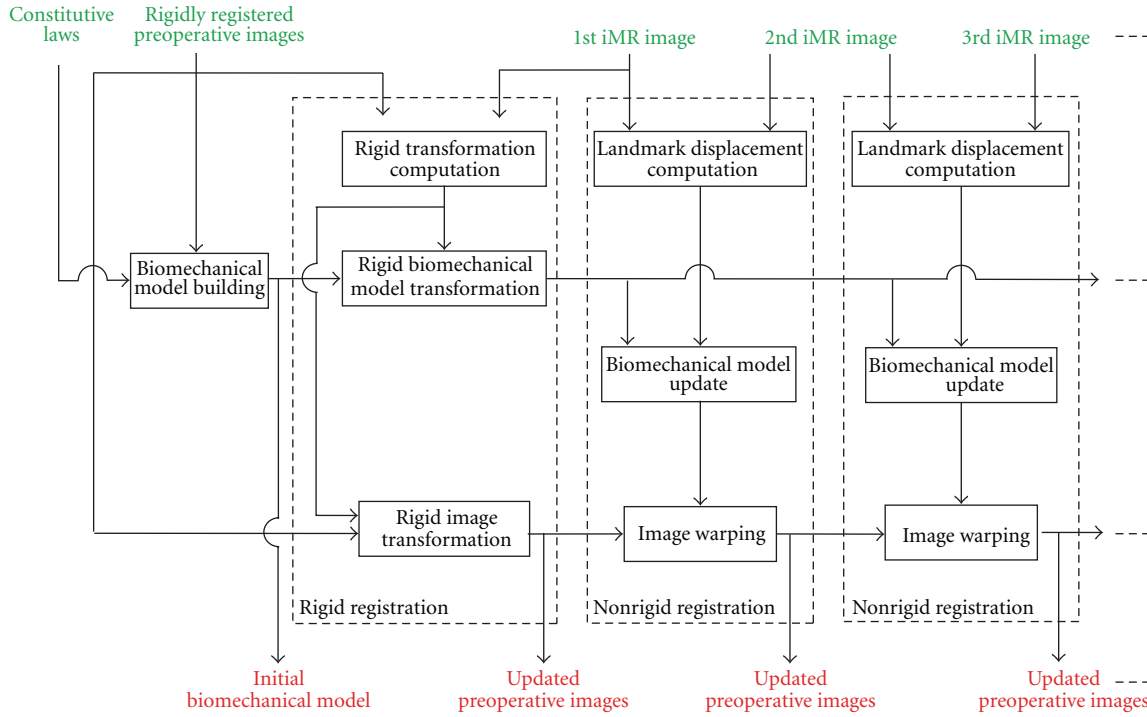 Constitutive
laws
Rigidly registered
preoperative images
1st iMR image
2nd iMR image
3rd iMR image
Rigid transformation
computation
Landmark displacement
computation
Landmark displacement
computation
Biomechanical
model building
Rigid biomechanical
model transformation
Biomechanical model
update
Biomechanical model
update
Rigid image
transformation
Image warping
Image warping
Rigid registration
Nonrigid registration
Nonrigid registration
Initial
biomechanical model
Updated
preoperative images
Updated
preoperative images
Updated
preoperative images